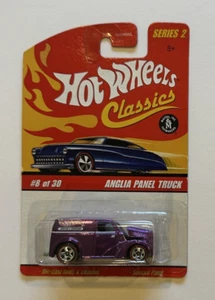 SERIES 2
Hot Wheels
Classics
#8 of 30
ANGLIA PANEL TRUCK